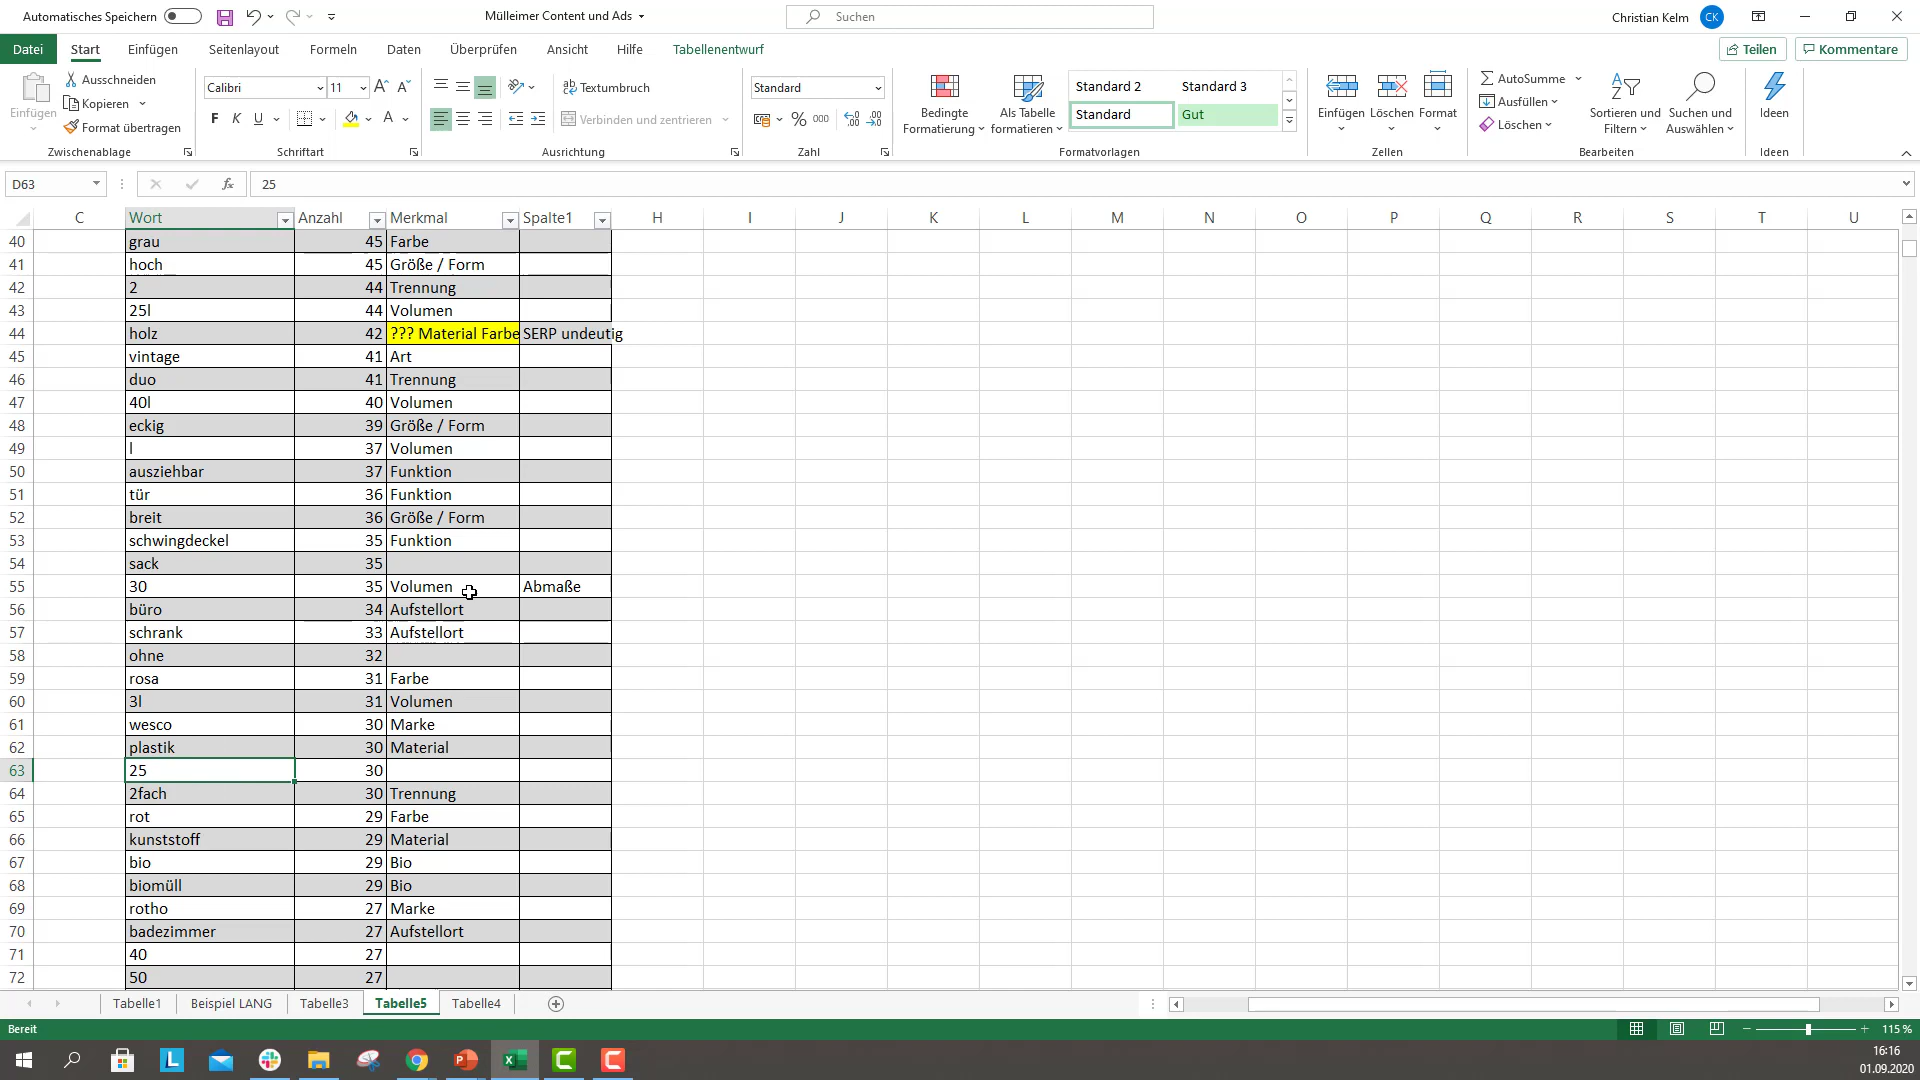 Automatisches Speichern
Mülleimer Content und Ads
Suchen
Christian Kelm
CK
Datei
Start
Einfügen
Seitenlayout
Formeln
Daten
Überprüfen
Ansicht
Hilfe
Tabellenentwurf
Teilen
Kommentare
Einfügen
Ausschneiden
Kopieren
Format übertragen
Zwischenablage
Calibri
11
F K U
Schriftart
Textumbruch
Verbinden und zentrieren
Ausrichtung
Standard
% 000
Zahl
Bedingte Formatierung
Als Tabelle formatieren
Standard 2
Standard 3
Standard
Gut
Formatvorlagen
Einfügen
Löschen
Format
Zellen
AutoSumme
Ausfüllen
Löschen
Sortieren und Filtern
Suchen und Auswählen
Bearbeiten
Ideen
Ideen
D63
fx
25
C Wort Anzahl Merkmal Spalte1 H I J K L M N O P Q R S T U
40 grau 45 Farbe
41 hoch 45 Größe / Form
42 2 44 Trennung
43 25l 44 Volumen
44 holz 42 ??? Material Farbe SERP undeutig
45 vintage 41 Art
46 duo 41 Trennung
47 40l 40 Volumen
48 eckig 39 Größe / Form
49 l 37 Volumen
50 ausziehbar 37 Funktion
51 tür 36 Funktion
52 breit 36 Größe / Form
53 schwingdeckel 35 Funktion
54 sack 35
55 30 35 Volumen Abmaße
56 büro 34 Aufstellort
57 schrank 33 Aufstellort
58 ohne 32
59 rosa 31 Farbe
60 3l 31 Volumen
61 wesco 30 Marke
62 plastik 30 Material
63 25 30
64 2fach 30 Trennung
65 rot 29 Farbe
66 kunststoff 29 Material
67 bio 29 Bio
68 biomüll 29 Bio
69 rotho 27 Marke
70 badezimmer 27 Aufstellort
71 40 27
72 50 27
Tabelle1
Beispiel LANG
Tabelle3
Tabelle5
Tabelle4
Bereit
115 %
16:16
01.09.2020